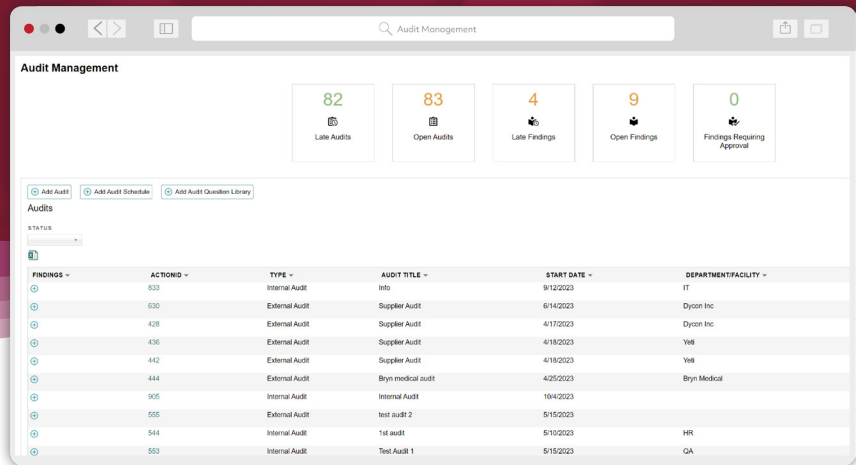 Audit Management
Audit Management
82
Late Audits
83
Open Audits
4
Late Findings
9
Open Findings
0
Findings Requiring
Approval
Add Audit Add Audit Schedule Add Audit Question Library
Audits
STATUS
FINDINGS ACTIONID TYPE AUDIT TITLE START DATE DEPARTMENT/FACILITY
833 Internal Audit Info 9/12/2023 IT
630 External Audit Supplier Audit 6/14/2023 Dycon Inc
428 External Audit Supplier Audit 4/17/2023 Dycon Inc
436 External Audit Supplier Audit 4/18/2023 Yeti
442 External Audit Supplier Audit 4/18/2023 Yeti
444 External Audit Bryn medical audit 4/25/2023 Bryn Medical
905 Internal Audit Internal Audit 10/4/2023
555 External Audit test audit 2 5/15/2023
544 Internal Audit 1st audit 5/10/2023 HR
553 Internal Audit Test Audit 1 5/15/2023 QA